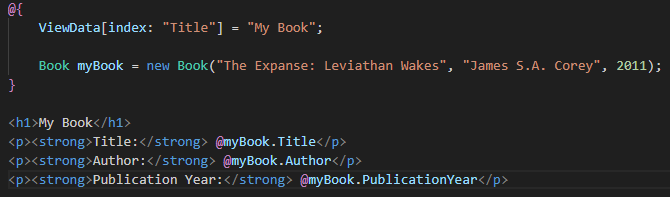 @{
    ViewData[index: "Title"] = "My Book";

    Book myBook = new Book("The Expanse: Leviathan Wakes", "James S.A. Corey", 2011);
}

<h1>My Book</h1>
<p><strong>Title:</strong> @myBook.Title</p>
<p><strong>Author:</strong> @myBook.Author</p>
<p><strong>Publication Year:</strong> @myBook.PublicationYear</p>